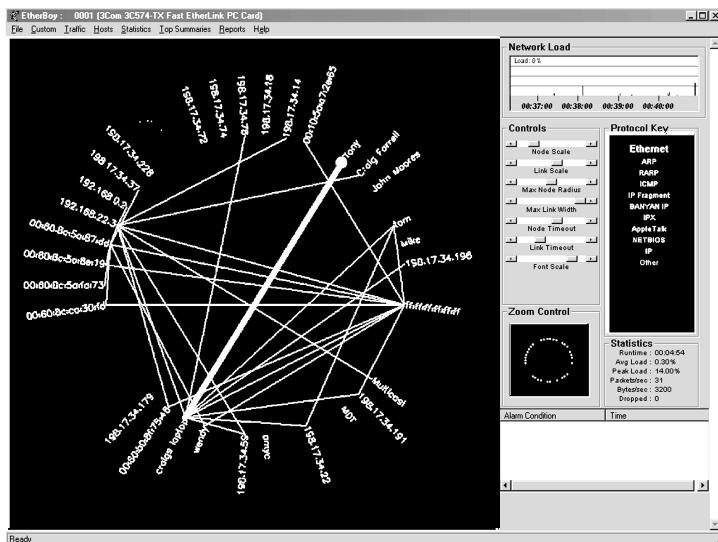 EtherBoy : 0001 (3Com 3C574-TX Fast EtherLink PC Card)
File Custom Traffic Hosts Statistics Top Summaries Reports Help
198.17.34.72
198.17.34.74
198.17.34.78
198.17.34.18
198.17.34.14
tony
Craig Farrell
John Moores
tom
Mike
198.17.34.196
ffffffffffff
Multicast
198.17.34.191
MDT
198.17.34.22
amyc
198.17.34.59
wendy
craigs laptop
198.17.34.179
192.168.22.3
192.168.0.2
198.17.34.37
198.17.34.228
Network Load
Load: 0%
00:37:00 00:38:00 00:39:00 00:40:00
Controls
Node Scale
Link Scale
Max Node Radius
Max Link Width
Node Timeout
Link Timeout
Font Scale
Protocol Key
Ethernet
ARP
RARP
ICMP
IP Fragment
BANYAN IP
IPX
AppleTalk
NETBIOS
IP
Other
Zoom Control
Statistics
Runtime : 00:04:54
Avg Load : 0.30%
Peak Load : 14.00%
Packets/sec : 31
Bytes/sec : 3200
Dropped : 0
Alarm Condition Time
Ready